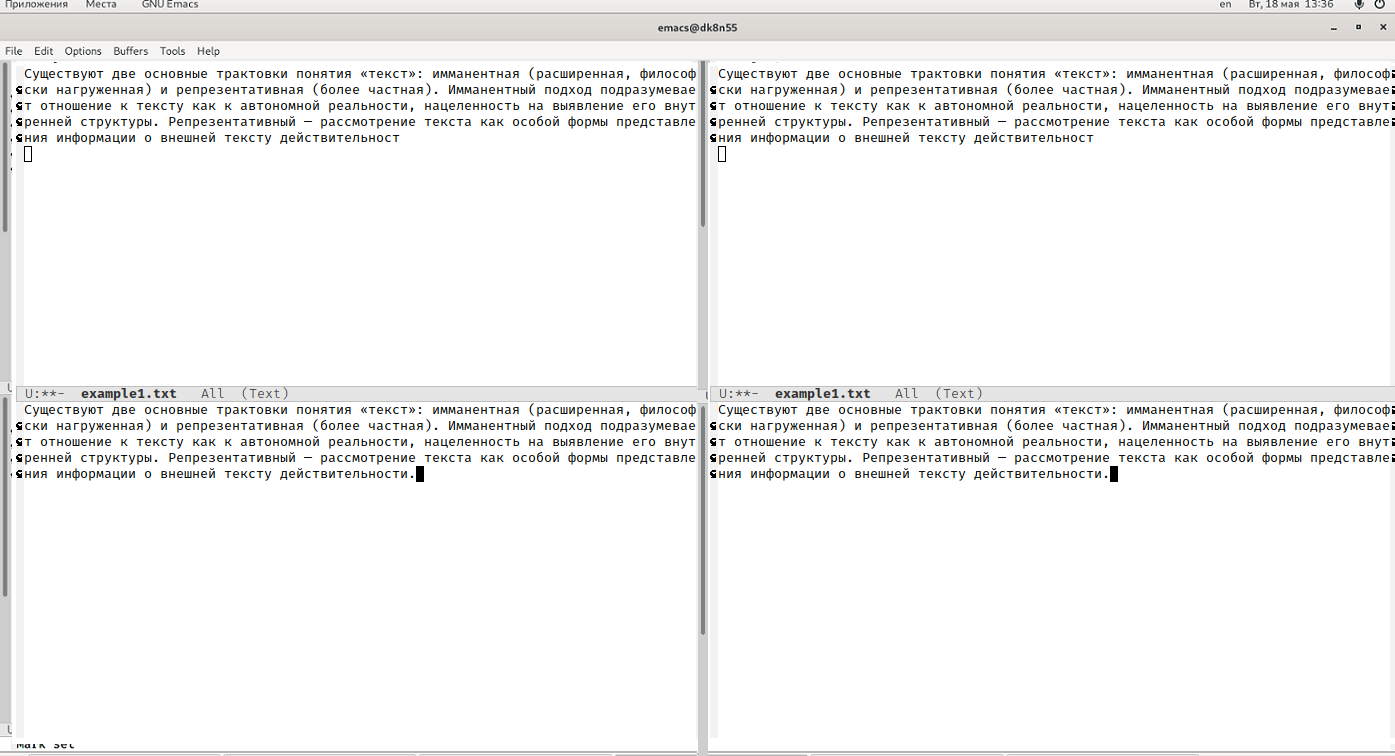 Приложения Места GNU Emacs en Вт, 18 мая 13:36
emacs@dk8n55
File Edit Options Buffers Tools Help
Существуют две основные трактовки понятия «текст»: имманентная (расширенная, философ
ски нагруженная) и репрезентативная (более частная). Имманентный подход подразумевае
т отношение к тексту как к автономной реальности, нацеленность на выявление его внут
ренней структуры. Репрезентативный — рассмотрение текста как особой формы представле
ния информации о внешней тексту действительност
U:**- example1.txt All (Text)
Существуют две основные трактовки понятия «текст»: имманентная (расширенная, философ
ски нагруженная) и репрезентативная (более частная). Имманентный подход подразумевае
т отношение к тексту как к автономной реальности, нацеленность на выявление его внут
ренней структуры. Репрезентативный — рассмотрение текста как особой формы представле
ния информации о внешней тексту действительност
U:**- example1.txt All (Text)
Существуют две основные трактовки понятия «текст»: имманентная (расширенная, философ
ски нагруженная) и репрезентативная (более частная). Имманентный подход подразумевае
т отношение к тексту как к автономной реальности, нацеленность на выявление его внут
ренней структуры. Репрезентативный — рассмотрение текста как особой формы представле
ния информации о внешней тексту действительности.
Существуют две основные трактовки понятия «текст»: имманентная (расширенная, философ
ски нагруженная) и репрезентативная (более частная). Имманентный подход подразумевае
т отношение к тексту как к автономной реальности, нацеленность на выявление его внут
ренней структуры. Репрезентативный — рассмотрение текста как особой формы представле
ния информации о внешней тексту действительности.
Mark set